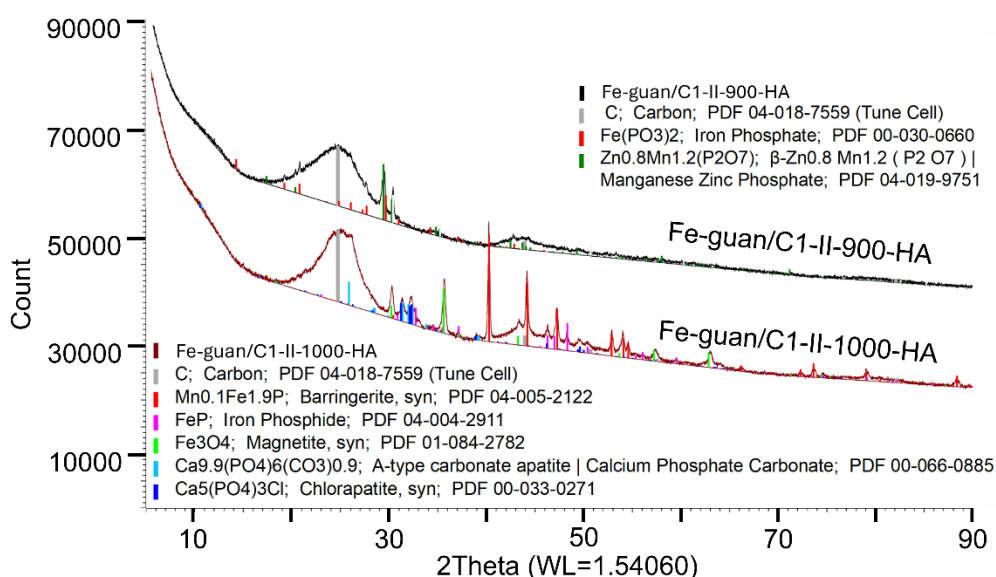 90000
70000
50000
30000
10000
Count
Fe-guan/C1-II-900-HA
C; Carbon; PDF 04-018-7559 (Tune Cell)
Fe(PO3)2; Iron Phosphate; PDF 00-030-0660
Zn0.8Mn1.2(P2O7); β-Zn0.8 Mn1.2 ( P2 O7 ) |
Manganese Zinc Phosphate; PDF 04-019-9751
Fe-guan/C1-II-900-HA
Fe-guan/C1-II-1000-HA
Fe-guan/C1-II-1000-HA
C; Carbon; PDF 04-018-7559 (Tune Cell)
Mn0.1Fe1.9P; Barringerite, syn; PDF 04-005-2122
FeP; Iron Phosphide; PDF 04-004-2911
Fe3O4; Magnetite, syn; PDF 01-084-2782
Ca9.9(PO4)6(CO3)0.9; A-type carbonate apatite | Calcium Phosphate Carbonate; PDF 00-066-0885
Ca5(PO4)3Cl; Chlorapatite, syn; PDF 00-033-0271
10 30 50 70 90
2Theta (WL=1.54060)